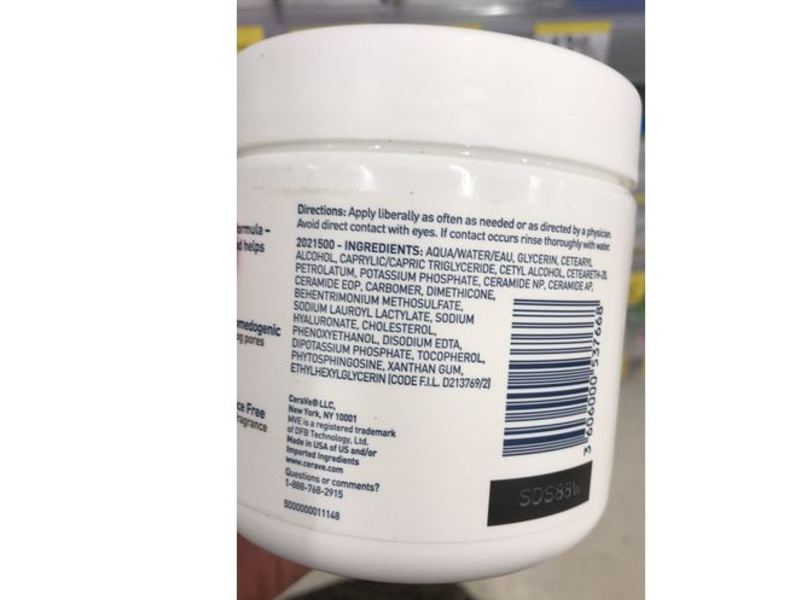 ormula –
d helps
medogenic
pores
ce Free
ragrance
Directions: Apply liberally as often as needed or as directed by a physician.
Avoid direct contact with eyes. If contact occurs rinse thoroughly with water.
2021500 - INGREDIENTS: AQUA/WATER/EAU, GLYCERIN, CETEARYL
ALCOHOL, CAPRYLIC/CAPRIC TRIGLYCERIDE, CETYL ALCOHOL, CETEARETH-20,
PETROLATUM, POTASSIUM PHOSPHATE, CERAMIDE NP, CERAMIDE AP,
CERAMIDE EOP, CARBOMER, DIMETHICONE,
BEHENTRIMONIUM METHOSULFATE,
SODIUM LAUROYL LACTYLATE, SODIUM
HYALURONATE, CHOLESTEROL,
PHENOXYETHANOL, DISODIUM EDTA,
DIPOTASSIUM PHOSPHATE, TOCOPHEROL,
PHYTOSPHINGOSINE, XANTHAN GUM,
ETHYLHEXYLGLYCERIN (CODE F.I.L. D213769/2)
CeraVe® LLC,
New York, NY 10001
MVE is a registered trademark
of DFB Technology, Ltd.
Made in USA of US and/or
Imported Ingredients
www.cerave.com
Questions or comments?
1-888-768-2915
5000000011148
3 606000 537668